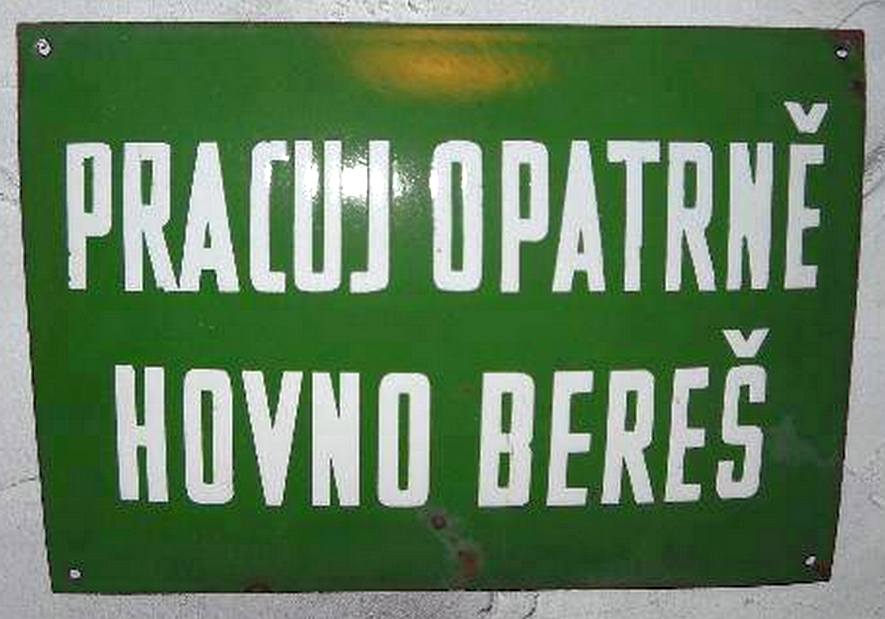 PRACUJ OPATRNĚ
HOVNO BEREŠ